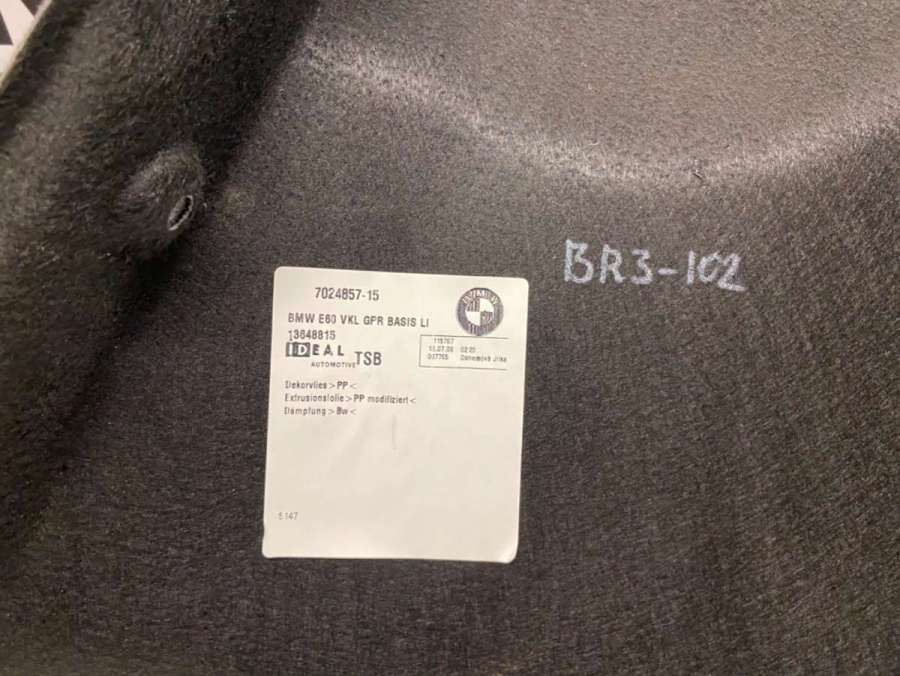 BR3-102
7024857-15
BMW E60 VKL GPR BASIS LI
13648815
IDEAL
AUTOMOTIVE TSB
Dekorvlies >PP<
Extrusionsfolie >PP modifiziert<
Dämpfung >Bw<
5147